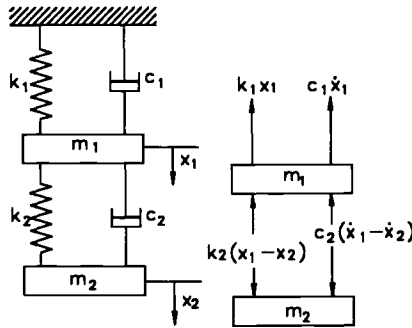 k₁
c₁
m₁
x₁
k₂
c₂
m₂
x₂
k₁x₁
c₁ẋ₁
m₁
k₂(x₁−x₂)
c₂(ẋ₁−ẋ₂)
m₂